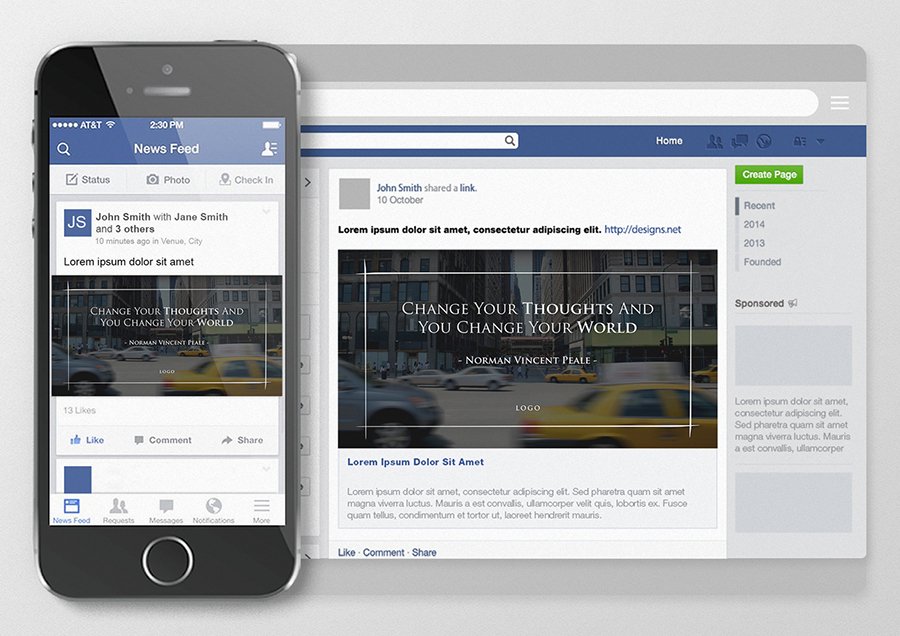 AT&T
2:30 PM
News Feed
Status
Photo
Check In
JS
John Smith with Jane Smith
and 3 others
10 minutes ago in Venue, City
Lorem ipsum dolor sit amet
Change Your Thoughts And
You Change Your World
- Norman Vincent Peale -
LOGO
13 Likes
Like
Comment
Share
News Feed
Requests
Messages
Notifications
More
Home
John Smith shared a link.
10 October
Lorem ipsum dolor sit amet, consectetur adipiscing elit. http://designs.net
Change Your Thoughts And
You Change Your World
- Norman Vincent Peale -
LOGO
Lorem Ipsum Dolor Sit Amet
Lorem ipsum dolor sit amet, consectetur adipiscing elit. Sed pharetra quam sit amet
magna viverra luctus. Mauris a est convallis, ullamcorper velit quis, lobortis ex. Fusce
quam tellus, condimentum et tortor ut, laoreet hendrerit mauris.
Like · Comment · Share
Create Page
Recent
2014
2013
Founded
Sponsored
Lorem ipsum dolor sit amet,
consectetur adipiscing elit.
Sed pharetra quam sit amet
magna viverra luctus. Mauris
a est convallis, ullamcorper